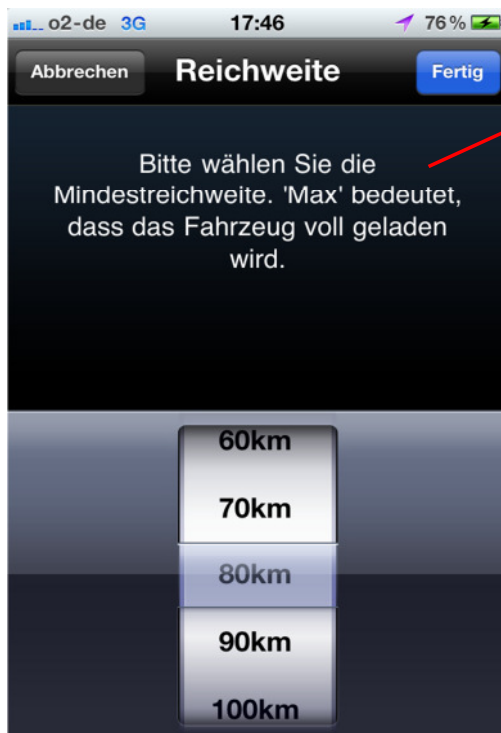 o2-de 3G 17:46 76%
Abbrechen Reichweite Fertig
Bitte wählen Sie die
Mindestreichweite. 'Max' bedeutet,
dass das Fahrzeug voll geladen
wird.
60km
70km
80km
90km
100km